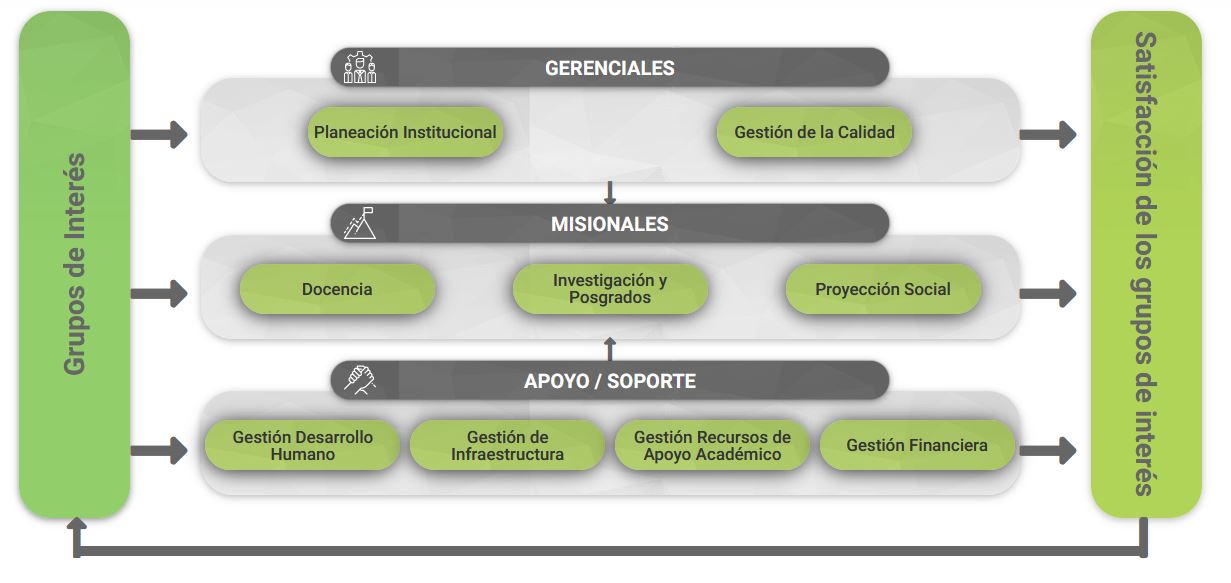 Grupos de Interés
GERENCIALES
Planeación Institucional
Gestión de la Calidad
MISIONALES
Docencia
Investigación y
Posgrados
Proyección Social
APOYO / SOPORTE
Gestión Desarrollo
Humano
Gestión de
Infraestructura
Gestión Recursos de
Apoyo Académico
Gestión Financiera
Satisfacción de los grupos de interés